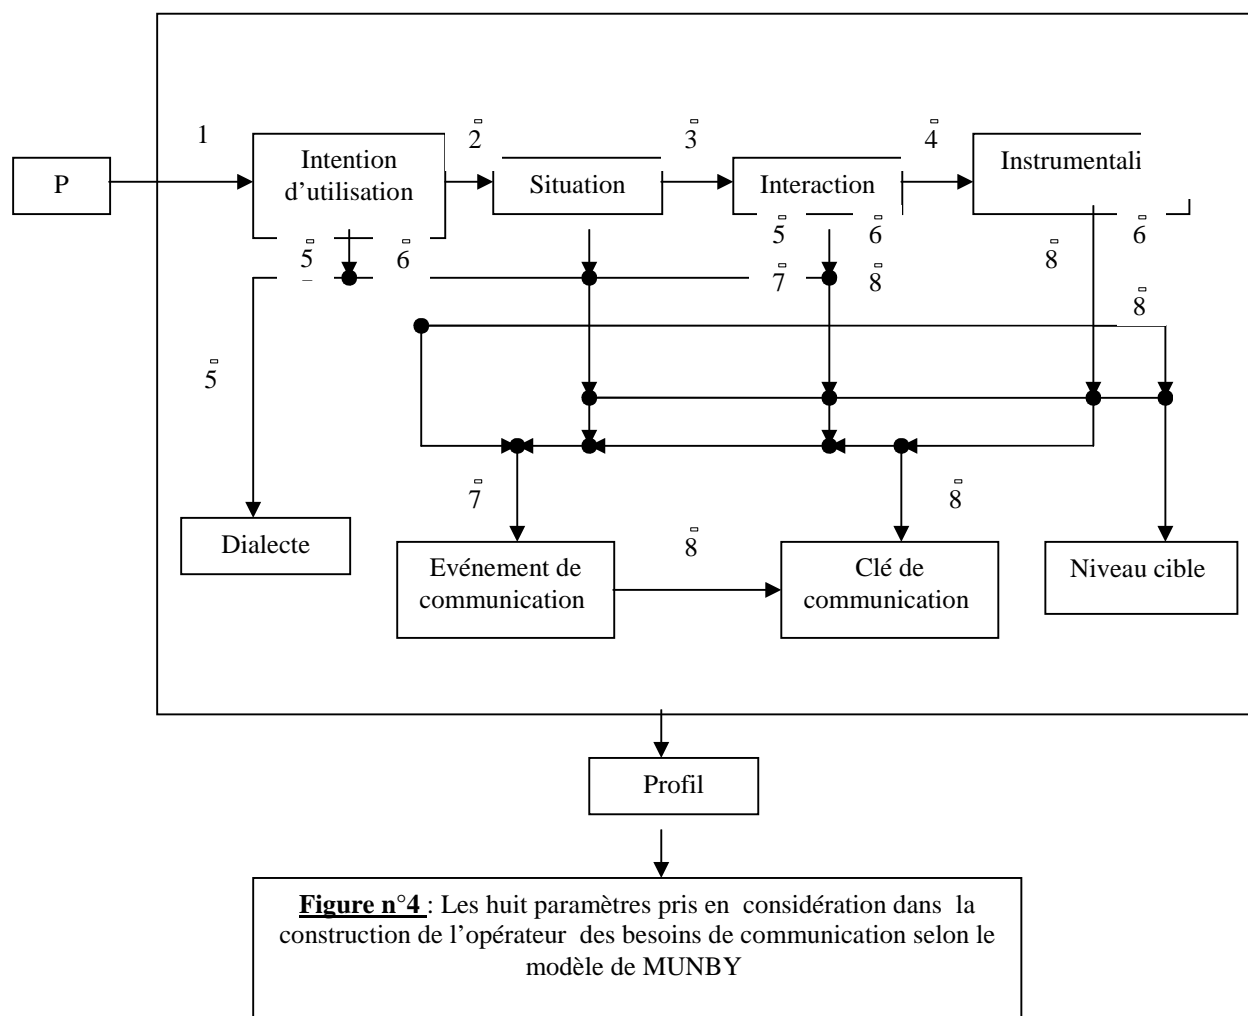 1
2
3
4
P
Intention
d’utilisation
Situation
Interaction
Instrumentali
5
6
5
6
8
6
7
8
8
5
7
8
8
Dialecte
Evénement de
communication
Clé de
communication
Niveau cible
Profil
Figure n°4 : Les huit paramètres pris en considération dans la
construction de l’opérateur des besoins de communication selon le
modèle de MUNBY